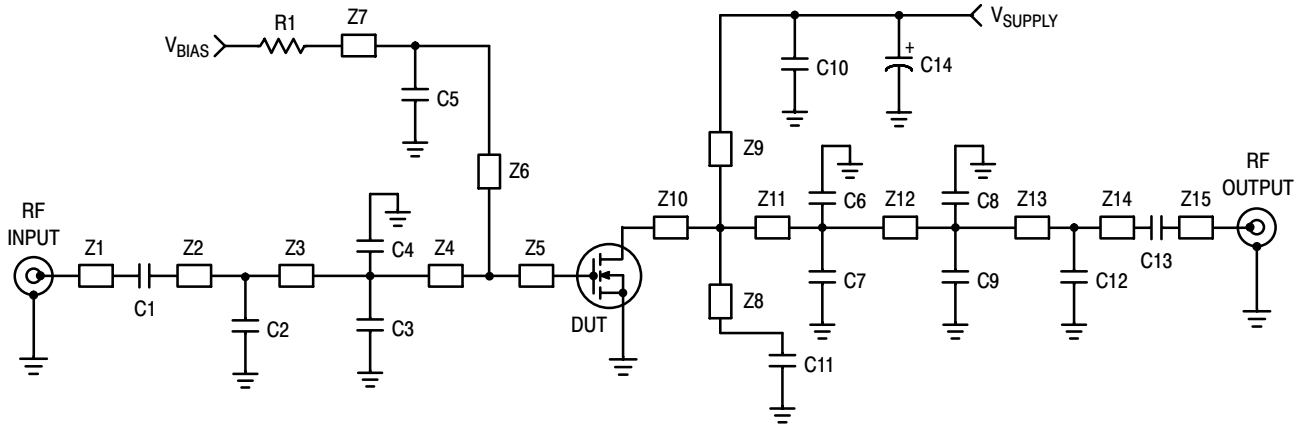 V_BIAS
R1
Z7
V_SUPPLY
+
C10
C14
C5
Z9
Z6
RF
INPUT
Z1
Z2
Z3
C4
Z4
Z5
Z10
Z11
C6
Z12
C8
Z13
Z14
Z15
RF
OUTPUT
C1
C2
C3
DUT
Z8
C7
C9
C12
C13
C11